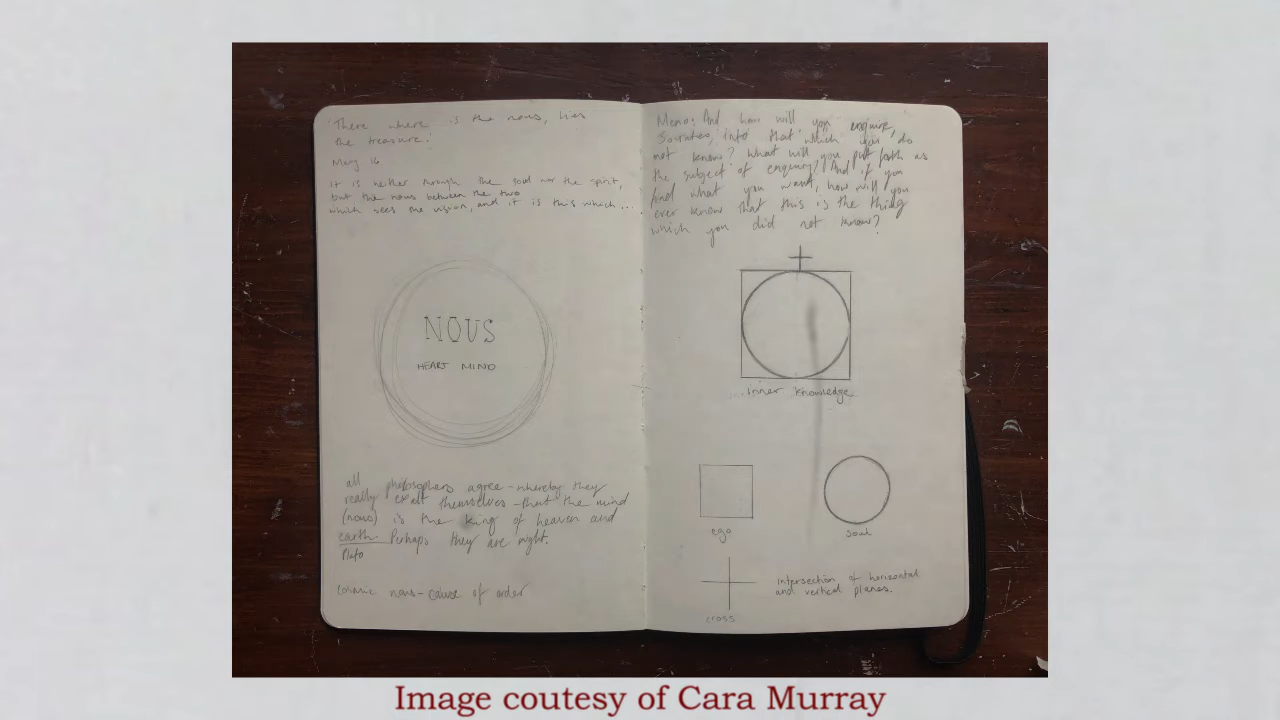 'There where is the nous, lies
the treasure.'
Mary 16
it is neither through the soul nor the spirit,
but the nous between the two
which sees the vision, and it is this which...
NOUS
HEART MIND
all philosophers agree - whereby they
really exalt themselves - that the mind
(nous) is the king of heaven and
earth. Perhaps they are right.
Plato
cosmic nous - cause of order
Meno: And how will you enquire,
Socrates, into that which you do
not know? What will you put forth as
the subject of enquiry? And if you
find what you want, how will you
ever know that this is the thing
which you did not know?
inner knowledge
ego
soul
cross
Intersection of horizontal
and vertical planes.
Image coutesy of Cara Murray